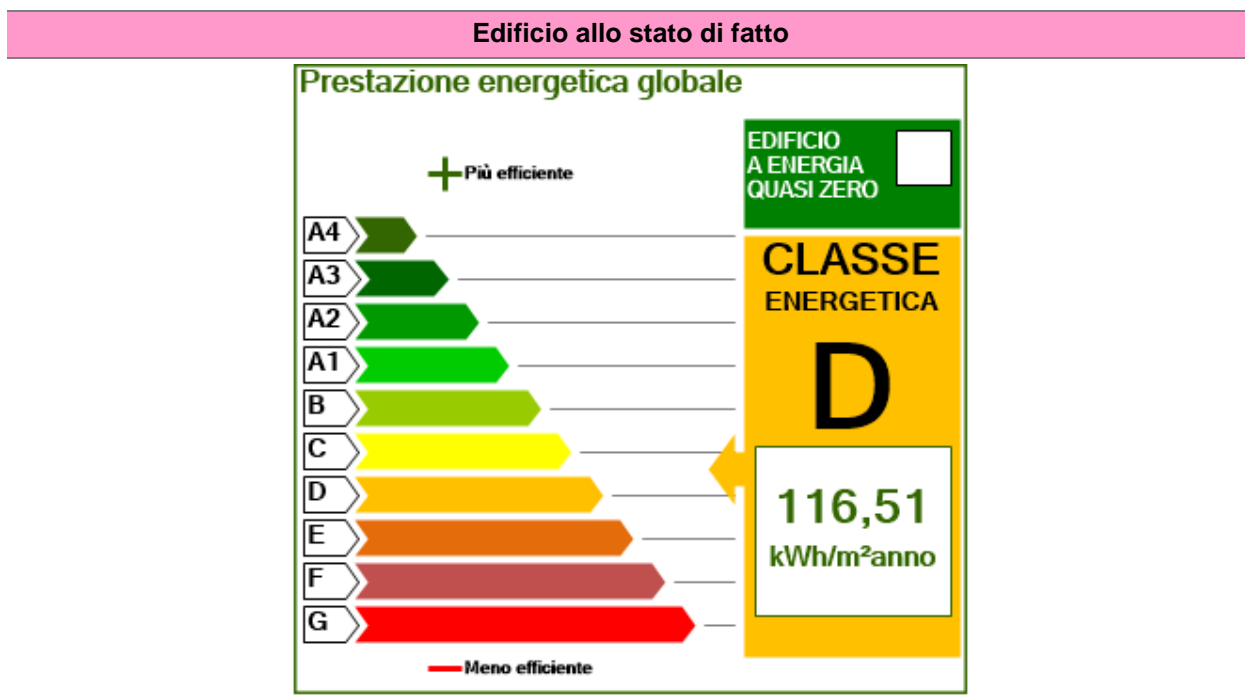 Edificio allo stato di fatto
Prestazione energetica globale
EDIFICIO
A ENERGIA
QUASI ZERO
Più efficiente
A4
A3
A2
A1
B
C
D
E
F
G
Meno efficiente
CLASSE
ENERGETICA
D
116,51
kWh/m²anno